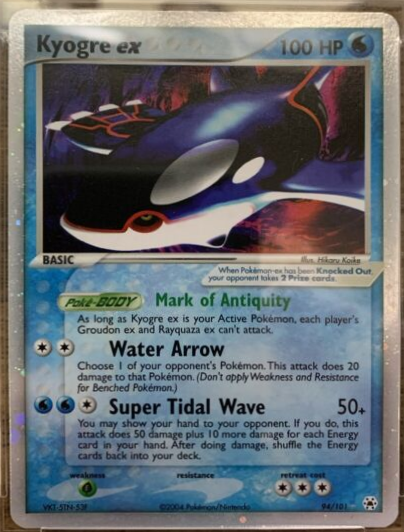 Kyogre ex 100 HP
BASIC Illus. Hikaru Koike
When Pokémon-ex has been Knocked Out,
your opponent takes 2 Prize cards.
Poké-BODY Mark of Antiquity
As long as Kyogre ex is your Active Pokémon, each player's
Groudon ex and Rayquaza ex can't attack.
Water Arrow
Choose 1 of your opponent's Pokémon. This attack does 20
damage to that Pokémon. (Don't apply Weakness and Resistance
for Benched Pokémon.)
Super Tidal Wave 50+
You may show your hand to your opponent. If you do, this
attack does 50 damage plus 10 more damage for each Energy
card in your hand. After doing damage, shuffle the Energy
cards back into your deck.
weakness resistance retreat cost
©2004 Pokémon/Nintendo 94/101